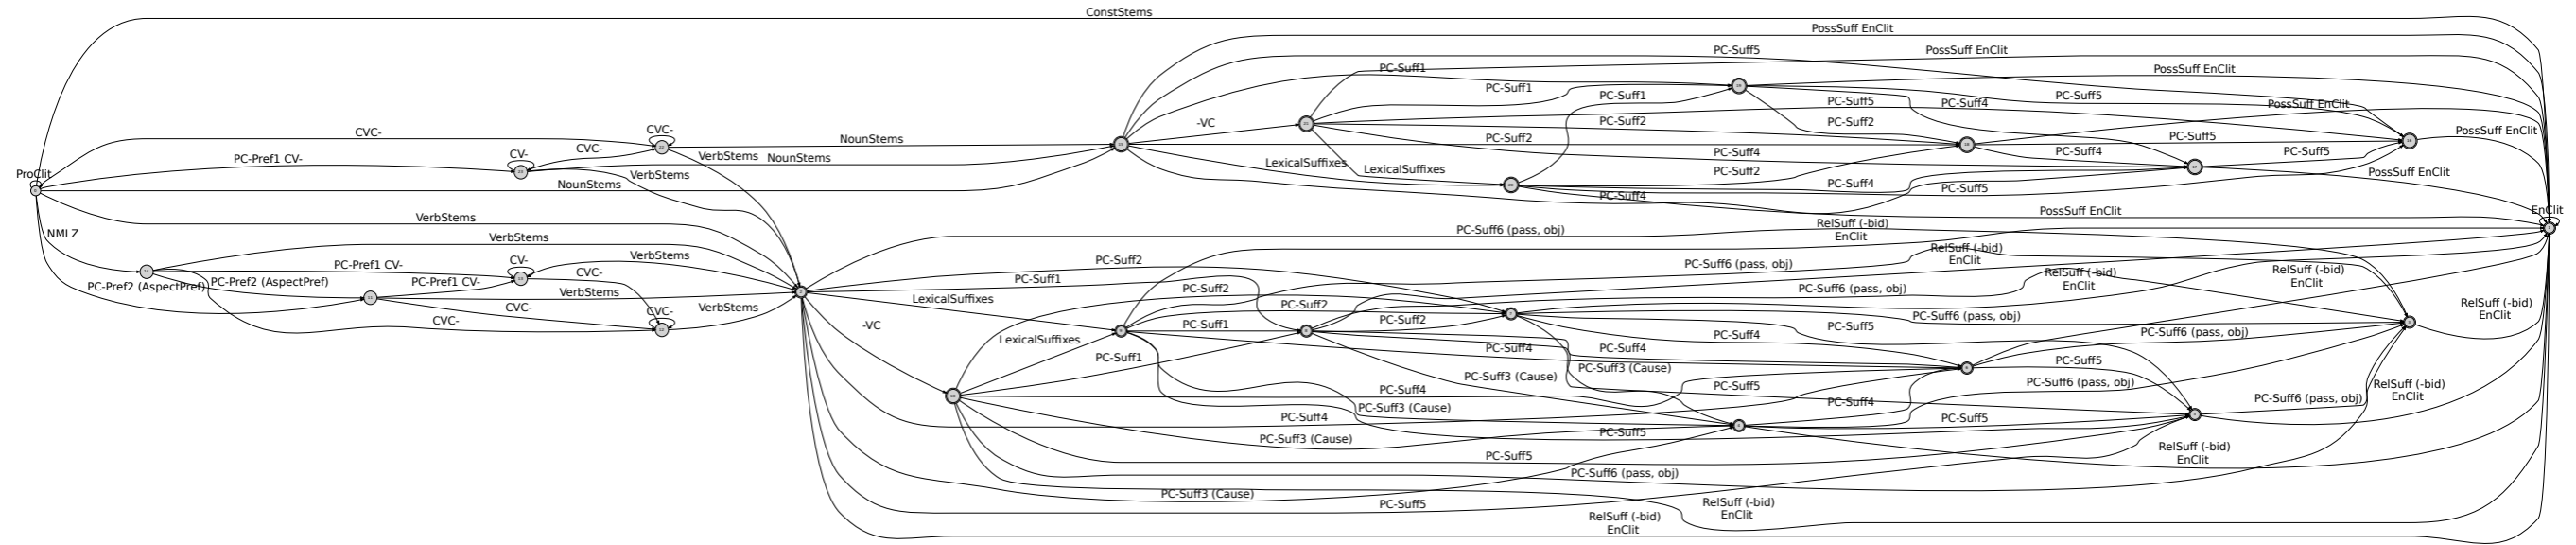 ConstStems
PossSuff EnClit
PC-Suff5
PossSuff EnClit
PC-Suff1
PossSuff EnClit
PC-Suff1
PC-Suff1
PC-Suff5
PC-Suff5
PC-Suff4
PossSuff EnClit
CVC-
CVC-
-VC
PC-Suff2
PC-Suff2
PossSuff EnClit
NounStems
PC-Suff2
PC-Suff5
CVC-
CV-
VerbStems
NounStems
PC-Suff4
PC-Suff4
PC-Suff5
PC-Pref1 CV-
LexicalSuffixes
LexicalSuffixes
PC-Suff2
PossSuff EnClit
ProClit
VerbStems
NounStems
PC-Suff4
PC-Suff5
PC-Suff4
PossSuff EnClit
EnClit
VerbStems
RelSuff (-bid)
EnClit
PC-Suff6 (pass, obj)
NMLZ
VerbStems
RelSuff (-bid)
EnClit
VerbStems
CV-
PC-Suff2
PC-Pref1 CV-
PC-Suff6 (pass, obj)
CVC-
RelSuff (-bid)
EnClit
RelSuff (-bid)
EnClit
PC-Suff1
PC-Pref2 (AspectPref)
PC-Pref2 (AspectPref)
PC-Pref1 CV-
PC-Suff2
PC-Suff6 (pass, obj)
VerbStems
LexicalSuffixes
PC-Suff2
RelSuff (-bid)
EnClit
CVC-
VerbStems
CVC-
PC-Suff6 (pass, obj)
CVC-
-VC
PC-Suff1
PC-Suff2
PC-Suff5
PC-Suff6 (pass, obj)
LexicalSuffixes
PC-Suff4
PC-Suff4
PC-Suff4
PC-Suff1
PC-Suff5
PC-Suff3 (Cause)
PC-Suff3 (Cause)
PC-Suff6 (pass, obj)
RelSuff (-bid)
EnClit
PC-Suff4
PC-Suff5
PC-Suff6 (pass, obj)
PC-Suff4
PC-Suff3 (Cause)
PC-Suff4
PC-Suff5
PC-Suff5
PC-Suff3 (Cause)
RelSuff (-bid)
EnClit
PC-Suff5
PC-Suff6 (pass, obj)
PC-Suff3 (Cause)
PC-Suff5
RelSuff (-bid)
EnClit
RelSuff (-bid)
EnClit